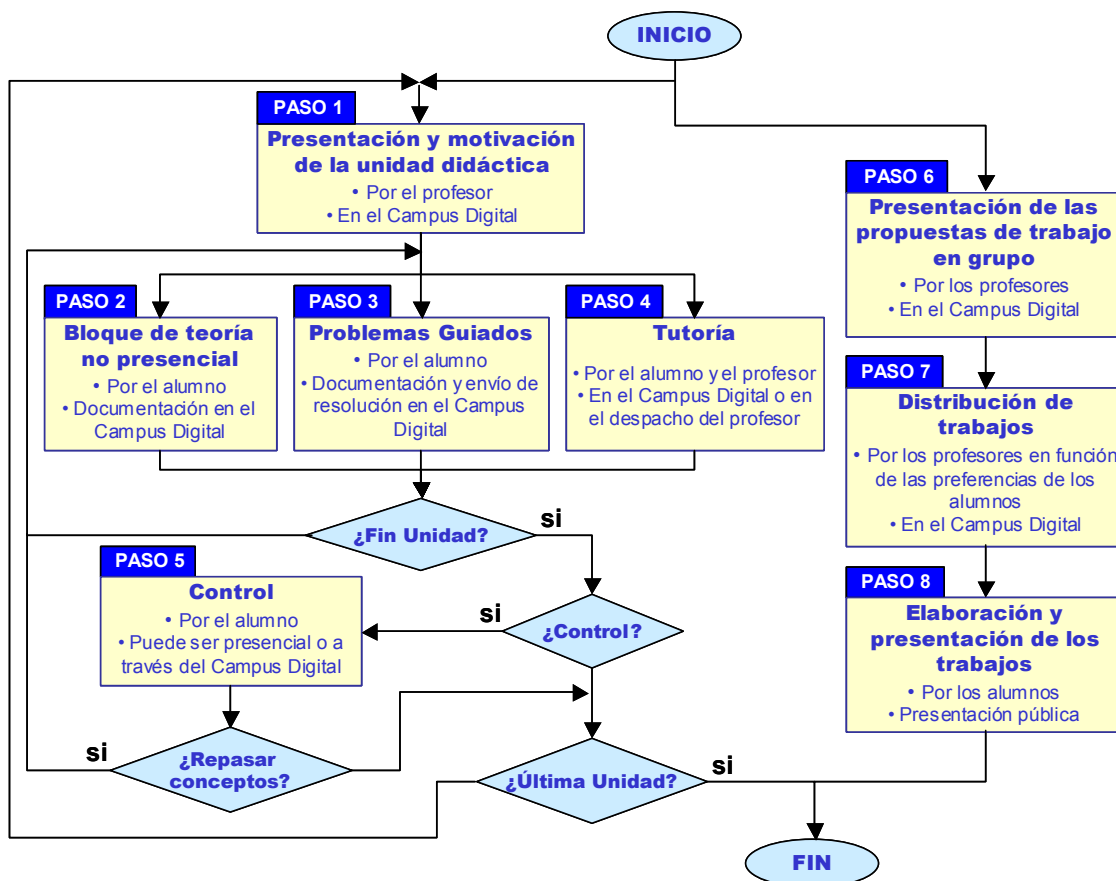 INICIO
PASO 1
Presentación y motivación
de la unidad didáctica
• Por el profesor
• En el Campus Digital
PASO 6
Presentación de las
propuestas de trabajo
en grupo
• Por los profesores
• En el Campus Digital
PASO 2
Bloque de teoría
no presencial
• Por el alumno
• Documentación en el
Campus Digital
PASO 3
Problemas Guiados
• Por el alumno
• Documentación y envío de
resolución en el Campus
Digital
PASO 4
Tutoría
• Por el alumno y el profesor
• En el Campus Digital o en
el despacho del profesor
PASO 7
Distribución de
trabajos
• Por los profesores en función
de las preferencias de los
alumnos
• En el Campus Digital
¿Fin Unidad?
si
PASO 5
Control
• Por el alumno
• Puede ser presencial o a
través del Campus Digital
si
¿Control?
PASO 8
Elaboración y
presentación de los
trabajos
• Por los alumnos
• Presentación pública
si
¿Repasar
conceptos?
¿Última Unidad?
si
FIN